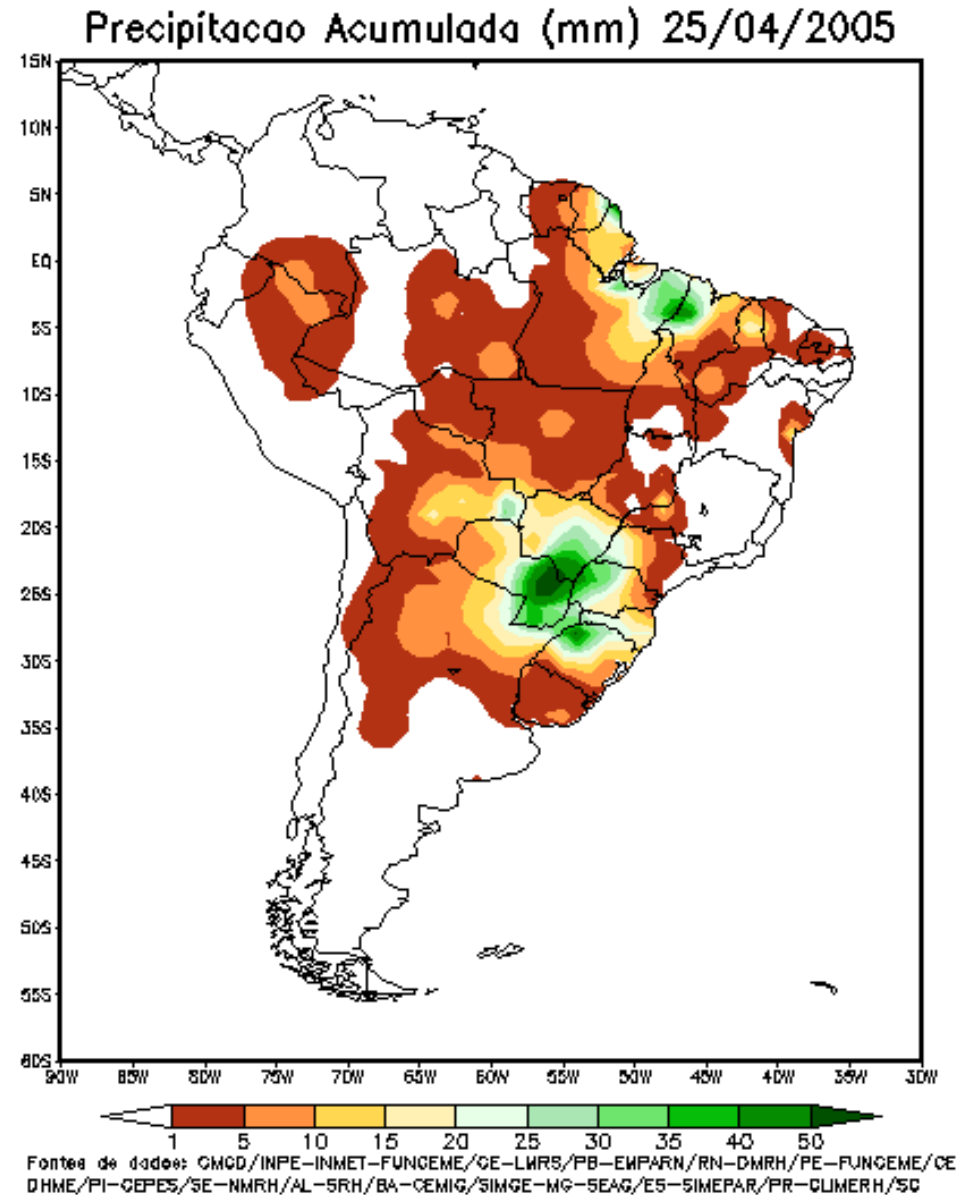 Precipitacao Acumulada (mm) 25/04/2005
15N
10N
5N
EQ
5S
10S
15S
20S
25S
30S
35S
40S
45S
50S
55S
60S
1
90W 85W 80W 75W 70W 65W 60W 55W 50W 45W 40W 35W 30W
1 5 10 15 20 25 30 35 40 50
Fontes de dados: CMCD/INPE-INMET-FUNCEME/CE-LMRS/PB-EMPARN/RN-DMRH/PE-FUNCEME/CE
DHME/PI-CEPES/SE-NMRH/AL-SRH/BA-CEMIG/SIMGE-MG-SEAG/ES-SIMEPAR/PR-CLIMERH/SC